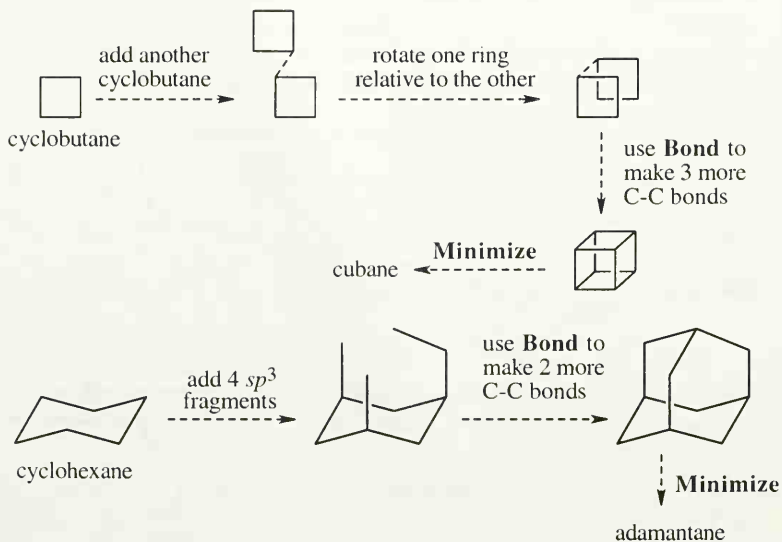 add another
cyclobutane
rotate one ring
relative to the other
cyclobutane
use Bond to
make 3 more
C-C bonds
Minimize
cubane
add 4 sp³
fragments
use Bond to
make 2 more
C-C bonds
cyclohexane
Minimize
adamantane